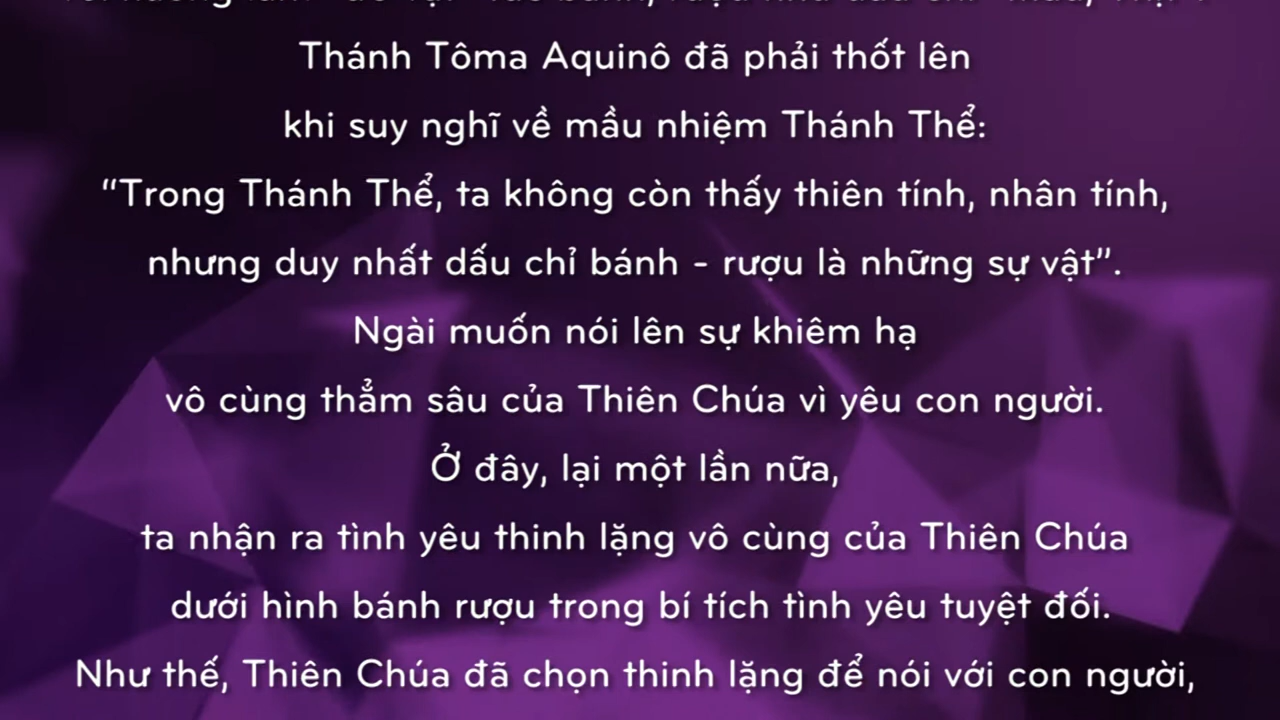 Thánh Tôma Aquinô đã phải thốt lên
khi suy nghĩ về mầu nhiệm Thánh Thể:
“Trong Thánh Thể, ta không còn thấy thiên tính, nhân tính,
nhưng duy nhất dấu chỉ bánh - rượu là những sự vật”.
Ngài muốn nói lên sự khiêm hạ
vô cùng thẳm sâu của Thiên Chúa vì yêu con người.
Ở đây, lại một lần nữa,
ta nhận ra tình yêu thinh lặng vô cùng của Thiên Chúa
dưới hình bánh rượu trong bí tích tình yêu tuyệt đối.
Như thế, Thiên Chúa đã chọn thinh lặng để nói với con người,